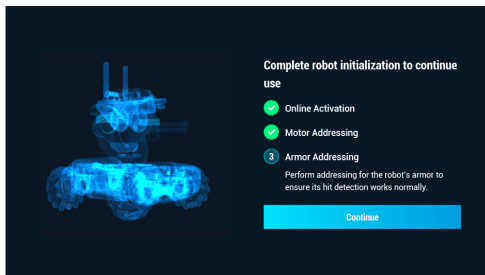 Complete robot initialization to continue
use
Online Activation
Motor Addressing
3 Armor Addressing
Perform addressing for the robot's armor to
ensure its hit detection works normally.
Continue